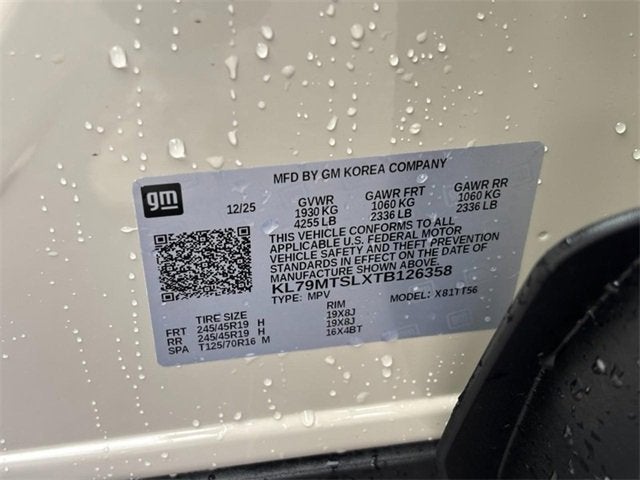 MFD BY GM KOREA COMPANY
gm
12/25 GVWR GAWR FRT GAWR RR
1930 KG 1060 KG 1060 KG
4255 LB 2336 LB 2336 LB
THIS VEHICLE CONFORMS TO ALL
APPLICABLE U.S. FEDERAL MOTOR
VEHICLE SAFETY AND THEFT PREVENTION
STANDARDS IN EFFECT ON THE DATE OF
MANUFACTURE SHOWN ABOVE.
KL79MTSLXTB126358
TYPE: MPV MODEL: X81TT56
TIRE SIZE RIM
FRT 245/45R19 H 19X8J
RR 245/45R19 H 19X8J
SPA T125/70R16 M 16X4BT